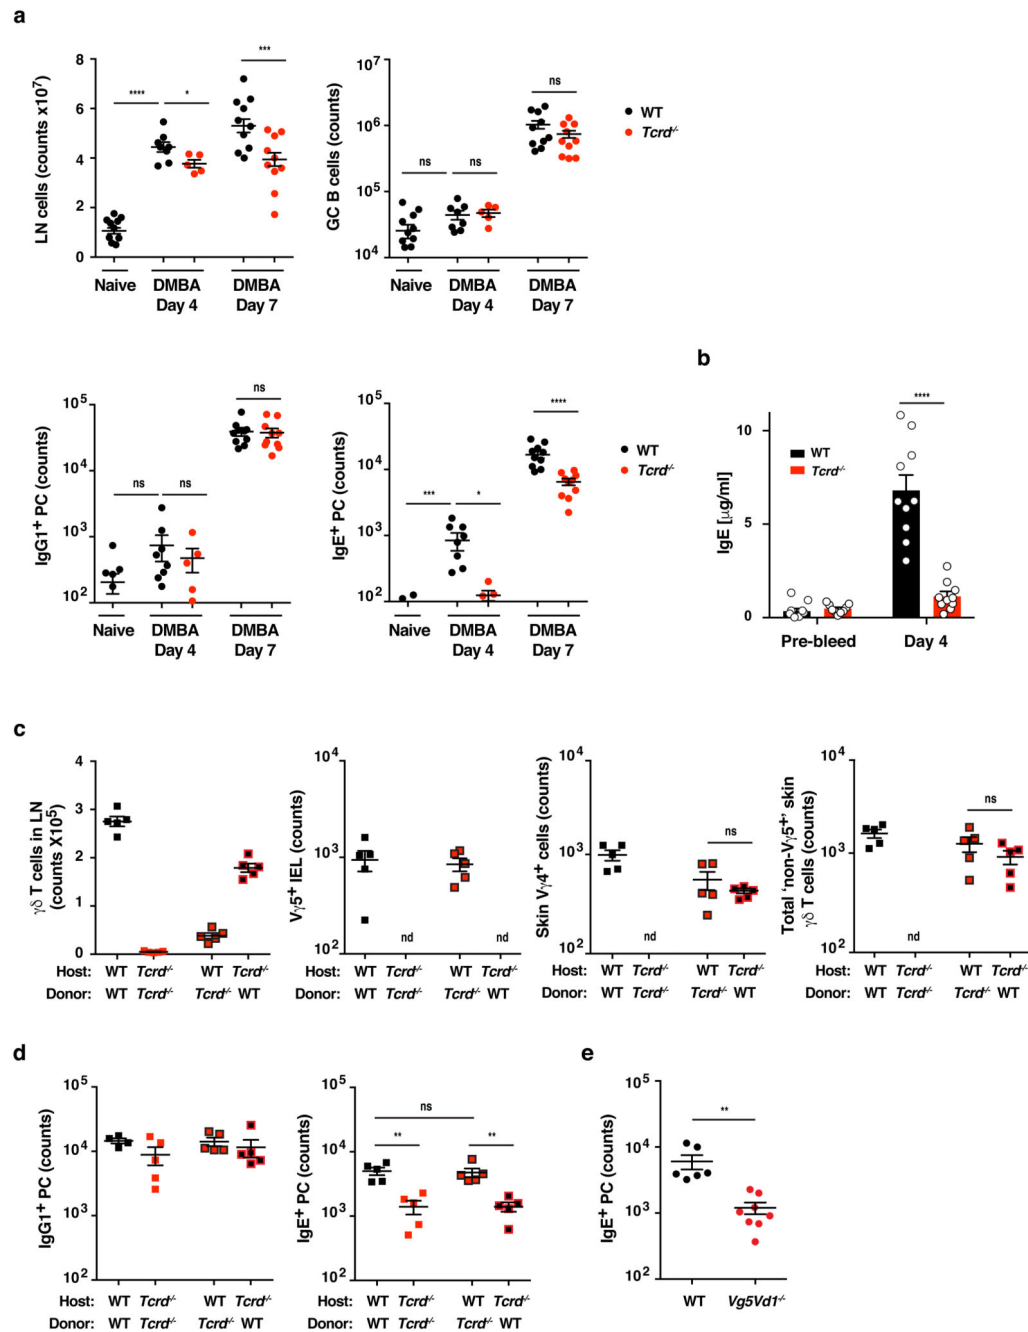 a
LN cells (counts x10⁷)
8
6
4
2
0
****
*
***
Naive
DMBA
Day 4
DMBA
Day 7
GC B cells (counts)
10⁷
10⁶
10⁵
10⁴
ns
ns
ns
Naive
DMBA
Day 4
DMBA
Day 7
WT
Tcrd⁻/⁻
IgG1⁺ PC (counts)
10⁵
10⁴
10³
10²
ns
ns
ns
Naive
DMBA
Day 4
DMBA
Day 7
IgE⁺ PC (counts)
10⁵
10⁴
10³
10²
***
*
****
Naive
DMBA
Day 4
DMBA
Day 7
WT
Tcrd⁻/⁻
b
IgE [μg/ml]
10
5
0
****
WT
Tcrd⁻/⁻
Pre-bleed
Day 4
c
γδ T cells in LN
(counts X10⁵)
4
3
2
1
0
Host: WT Tcrd⁻/⁻ WT Tcrd⁻/⁻
Donor: WT Tcrd⁻/⁻ Tcrd⁻/⁻ WT
Vγ5⁺ IEL (counts)
10⁴
10³
10²
nd
nd
WT Tcrd⁻/⁻ WT Tcrd⁻/⁻
WT Tcrd⁻/⁻ Tcrd⁻/⁻ WT
Skin Vγ4⁺ cells (counts)
10⁴
10³
10²
nd
ns
WT Tcrd⁻/⁻ WT Tcrd⁻/⁻
WT Tcrd⁻/⁻ Tcrd⁻/⁻ WT
Total ‘non-Vγ5⁺’ skin
γδ T cells (counts)
10⁴
10³
10²
nd
ns
WT Tcrd⁻/⁻ WT Tcrd⁻/⁻
WT Tcrd⁻/⁻ Tcrd⁻/⁻ WT
d
IgG1⁺ PC (counts)
10⁵
10⁴
10³
10²
Host: WT Tcrd⁻/⁻ WT Tcrd⁻/⁻
Donor: WT Tcrd⁻/⁻ Tcrd⁻/⁻ WT
IgE⁺ PC (counts)
10⁵
10⁴
10³
10²
ns
**
**
WT Tcrd⁻/⁻ WT Tcrd⁻/⁻
WT Tcrd⁻/⁻ Tcrd⁻/⁻ WT
e
IgE⁺ PC (counts)
10⁵
10⁴
10³
10²
**
WT
Vg5Vd1⁻/⁻